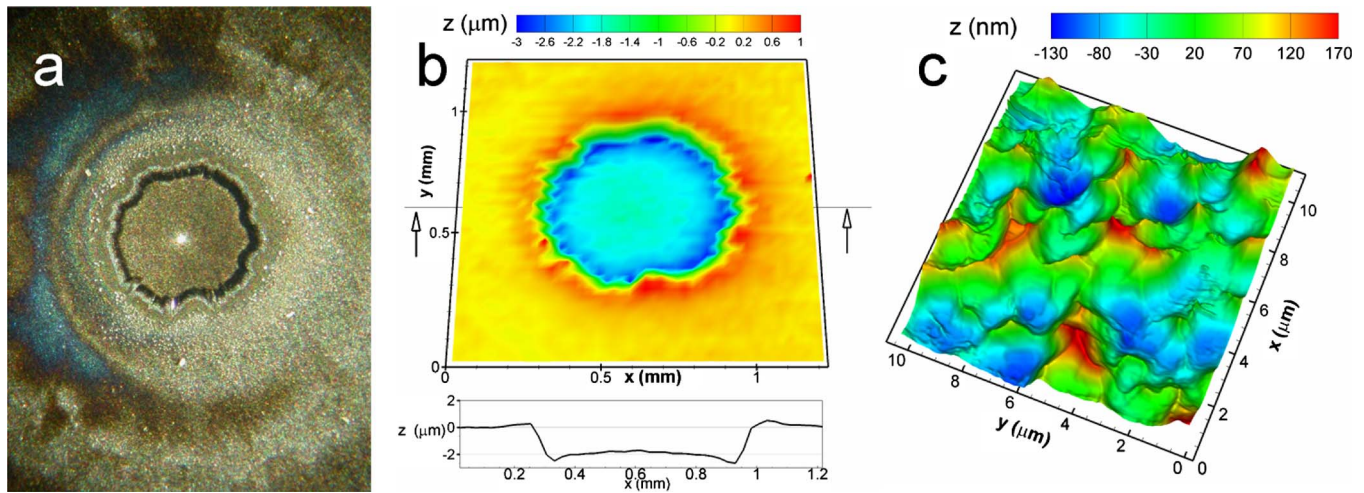 a
b
z (μm)
-3 -2.6 -2.2 -1.8 -1.4 -1 -0.6 -0.2 0.2 0.6 1
y (mm)
1
0.5
0
0 0.5 1
x (mm)
2
z (μm) 0
-2
0.2 0.4 0.6 0.8 1 1.2
x (mm)
c
z (nm)
-130 -80 -30 20 70 120 170
10 8 6 4 2 0
y (μm)
0 2 4 6 8 10
x (μm)